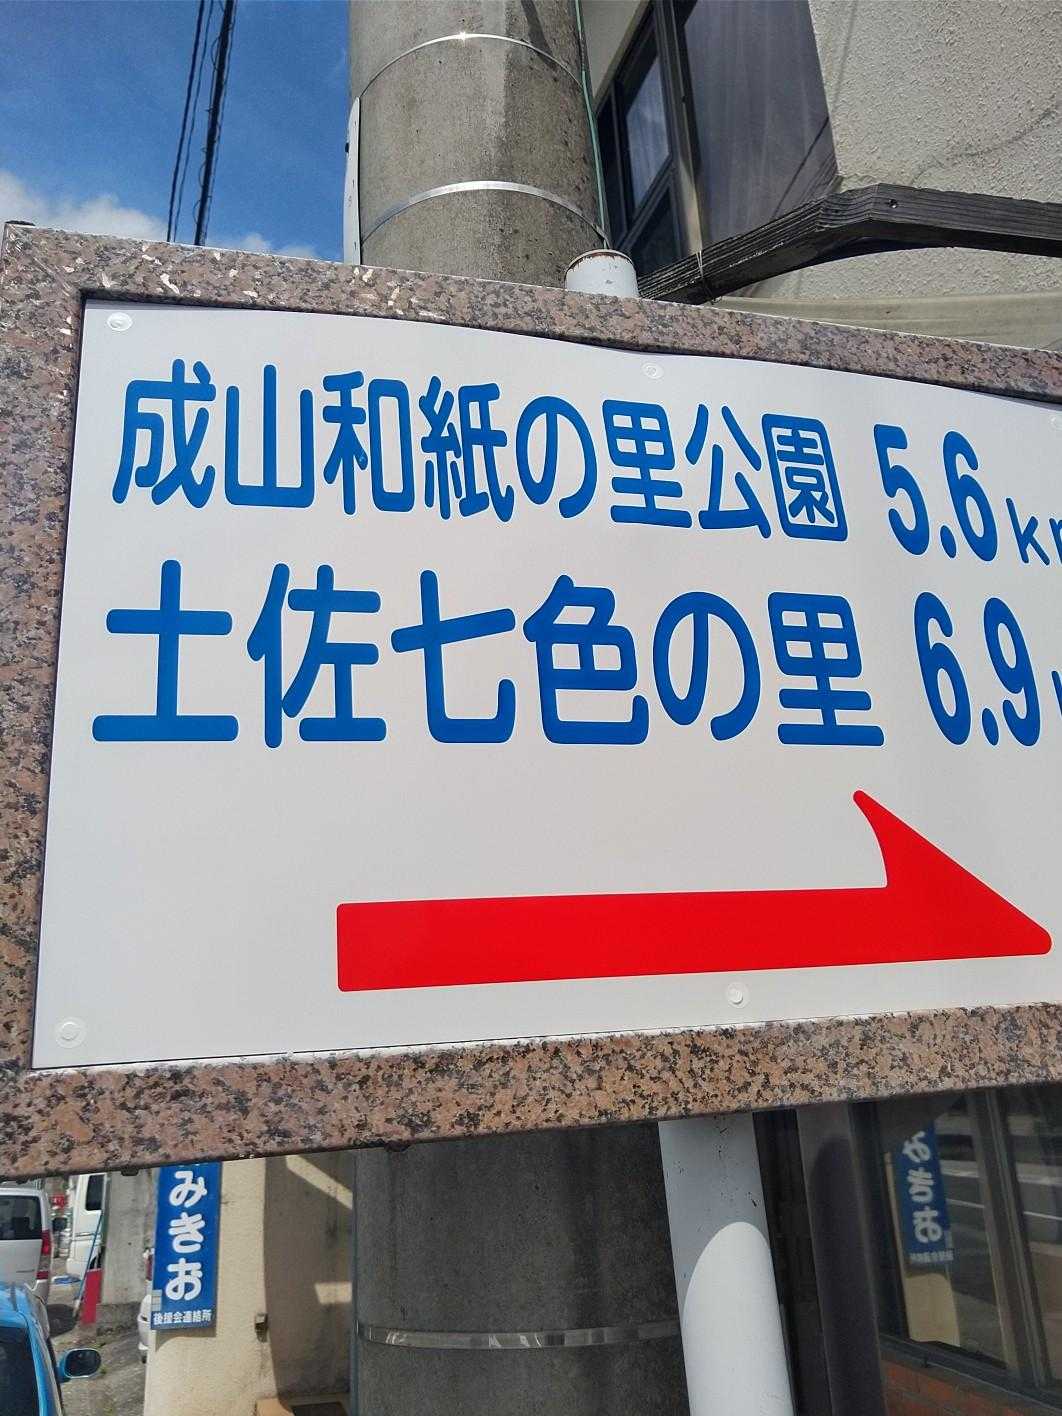 成山和紙の里公園 5.6k
土佐七色の里 6.9
みきお
後援会連絡所
みきお